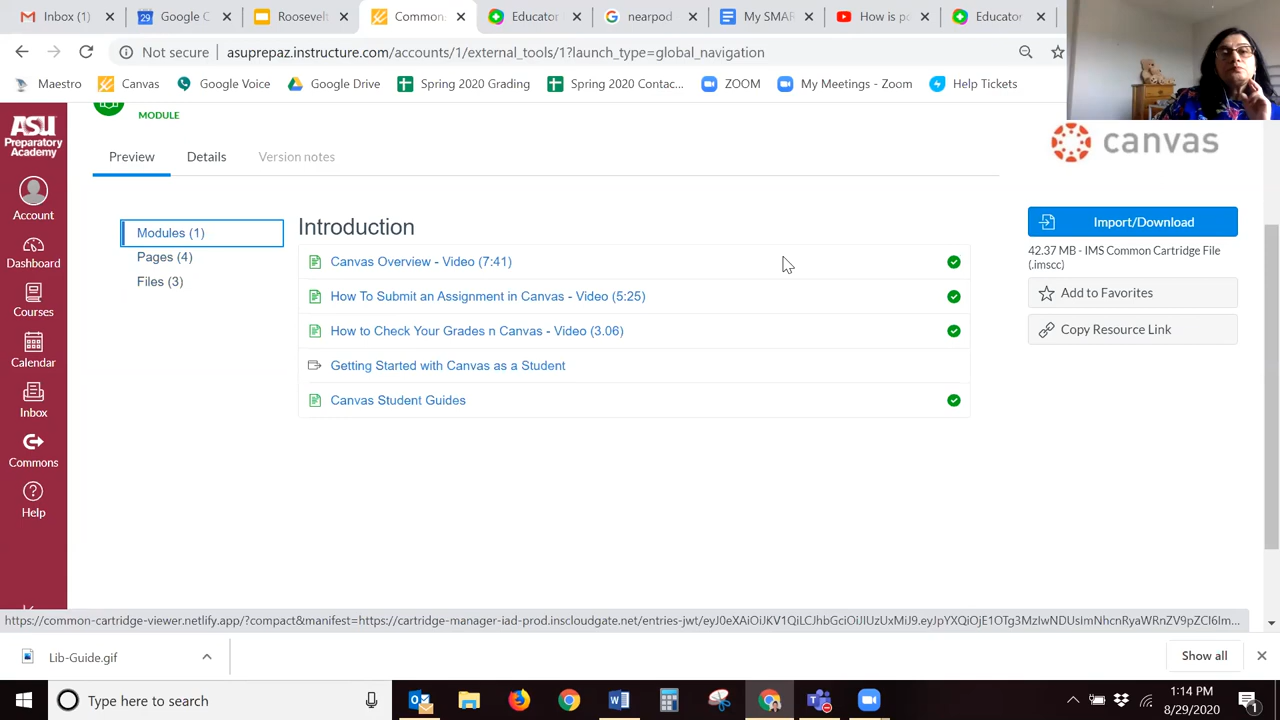 Inbox (37)
Google C
Roosevelt
Common
Educator
nearpod
My SMAR
How is p
Educator
Not secure
asuprepaz.instructure.com/accounts/1/external_tools/1?launch_type=global_navigation
Maestro
Canvas
Google Voice
Google Drive
Spring 2020 Grading
Spring 2020 Contac...
ZOOM
My Meetings - Zoom
Help Tickets
MODULE
ASU
Preparatory
Academy
canvas
Preview
Details
Version notes
Account
Dashboard
Courses
Calendar
Inbox
Commons
Help
Modules (1)
Pages (4)
Files (3)
Introduction
Canvas Overview - Video (7:41)
How To Submit an Assignment in Canvas - Video (5:25)
How to Check Your Grades n Canvas - Video (3.06)
Getting Started with Canvas as a Student
Canvas Student Guides
Import/Download
42.37 MB - IMS Common Cartridge File
(.imscc)
Add to Favorites
Copy Resource Link
Lib-Guide.gif
Show all
Type here to search
1:14 PM
8/29/2020